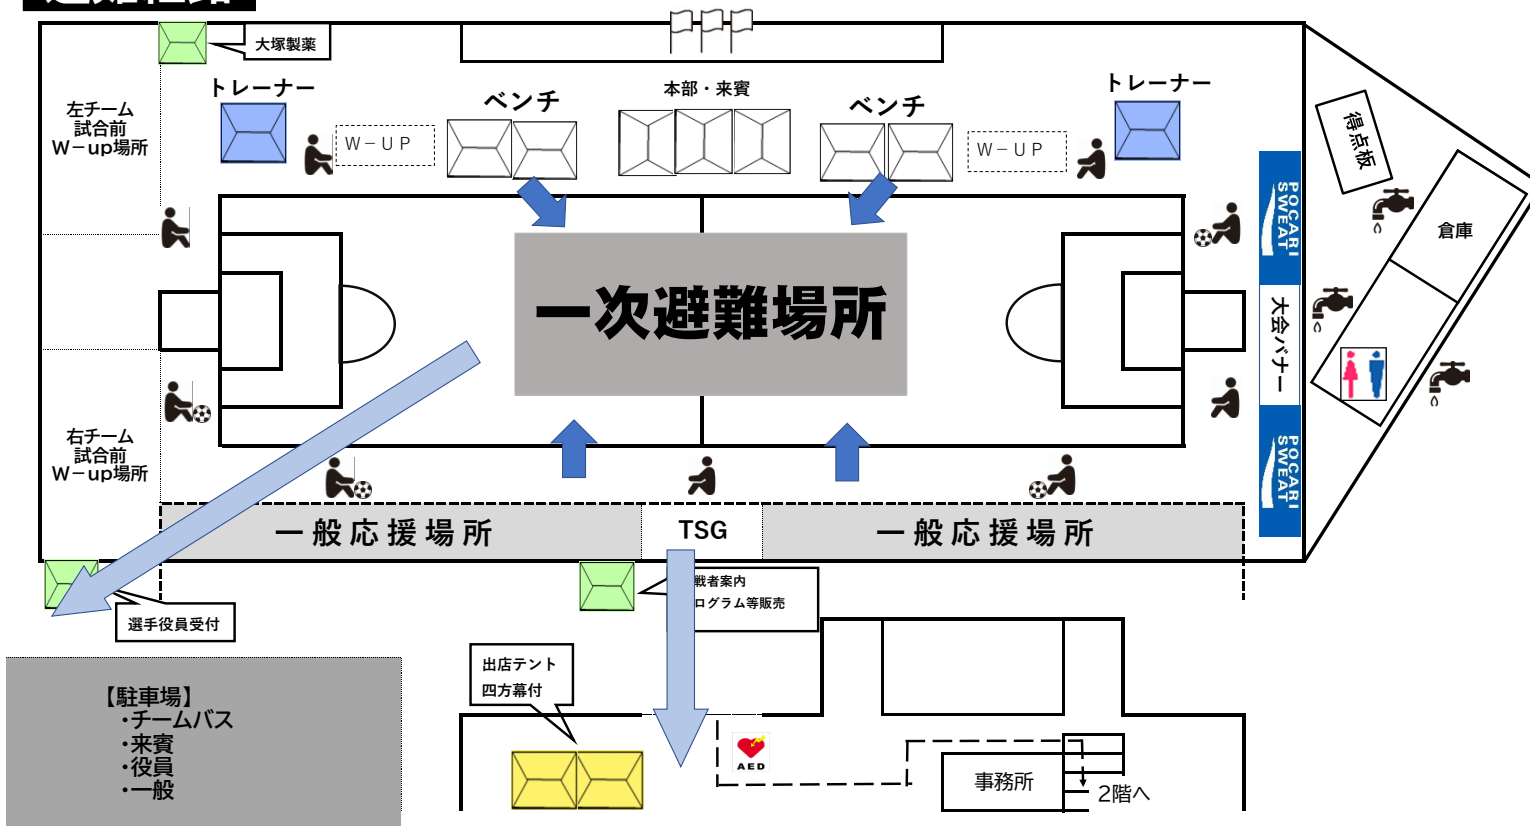 大塚製薬
トレーナー
ベンチ
本部・来賓
ベンチ
トレーナー
左チーム
試合前
W－up場所
W－UP
W－UP
得点板
倉庫
POCARI
SWEAT
大会バナー
POCARI
SWEAT
一次避難場所
右チーム
試合前
W－up場所
一般応援場所
TSG
一般応援場所
選手役員受付
戦者案内
ログラム等販売
出店テント
四方幕付
【駐車場】
・チームバス
・来賓
・役員
・一般
AED
事務所
2階へ